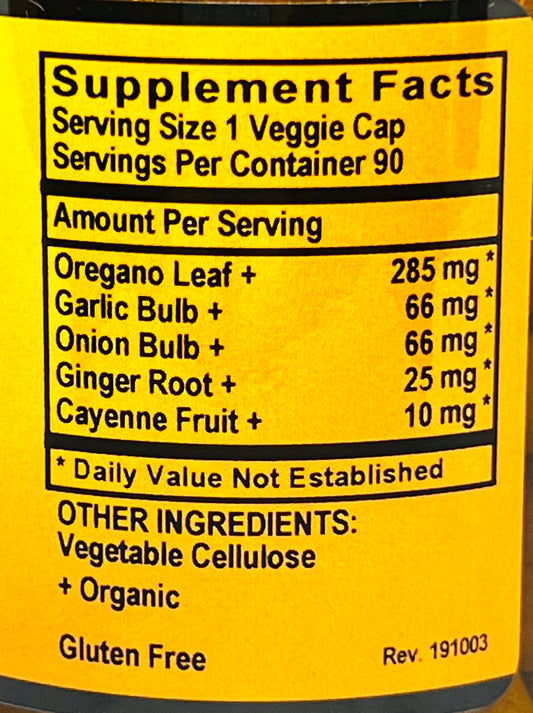 Supplement Facts
Serving Size 1 Veggie Cap
Servings Per Container 90
Amount Per Serving
Oregano Leaf + 285 mg *
Garlic Bulb + 66 mg *
Onion Bulb + 66 mg *
Ginger Root + 25 mg *
Cayenne Fruit + 10 mg *
* Daily Value Not Established
OTHER INGREDIENTS:
Vegetable Cellulose
+ Organic
Gluten Free Rev. 191003